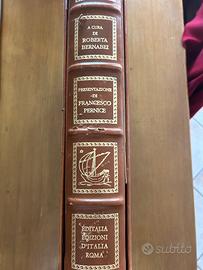 A CURA
DI
ROBERTA
BERNABEI
PRESENTAZIONE
DI
FRANCESCO
PERNICE
EDITALIA
EDIZIONI
D'ITALIA
ROMA
subito